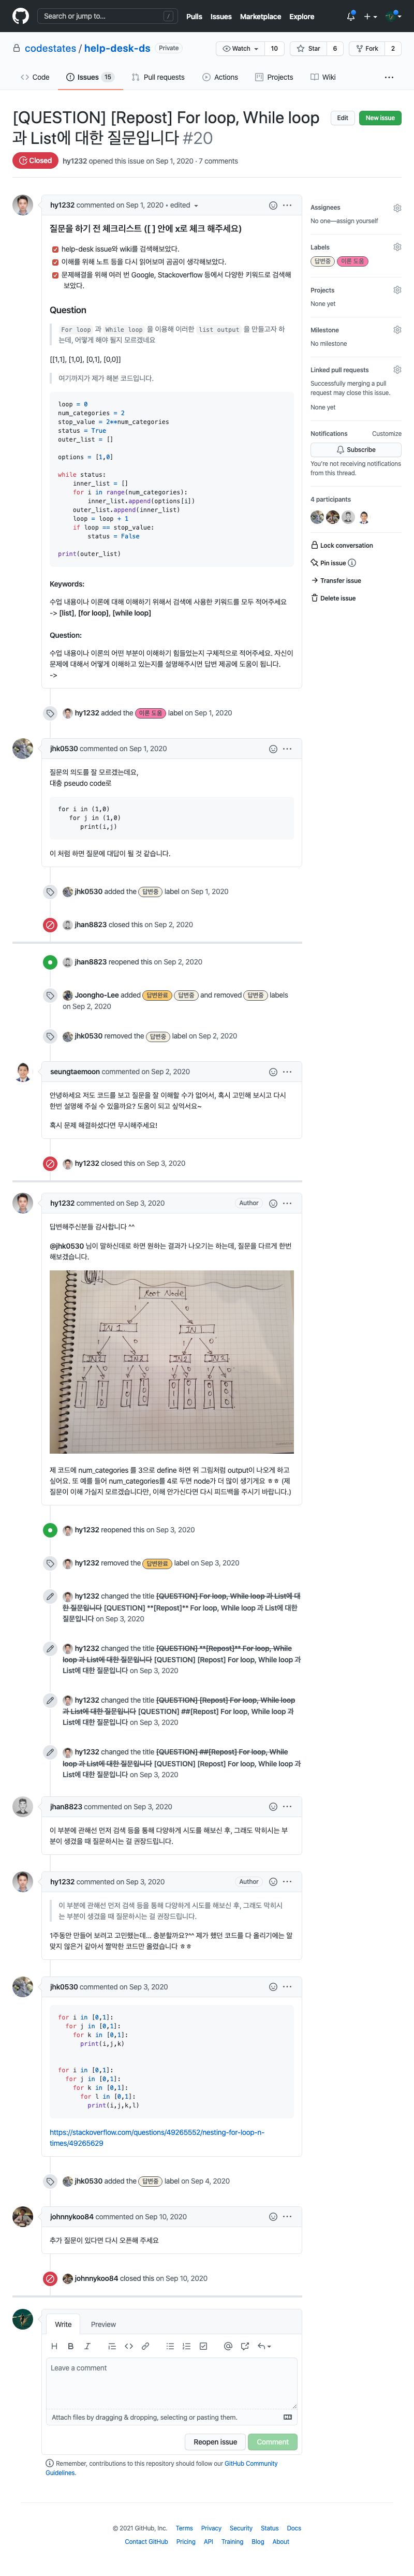 Search or jump to...
/
Pulls Issues Marketplace Explore
codestates / help-desk-ds Private
Watch 10 Star 6 Fork 2
Code Issues 15 Pull requests Actions Projects Wiki
[QUESTION] [Repost] For loop, While loop
과 List에 대한 질문입니다 #20
Edit New issue
Closed hy1232 opened this issue on Sep 1, 2020 · 7 comments
hy1232 commented on Sep 1, 2020 • edited
질문을 하기 전 체크리스트 ([ ] 안에 x로 체크 해주세요)
help-desk issue와 wiki를 검색해보았다.
이해를 위해 노트 등을 다시 읽어보며 곰곰이 생각해보았다.
문제해결을 위해 여러 번 Google, Stackoverflow 등에서 다양한 키워드로 검색해
보았다.
Question
For loop 과 While loop 을 이용해 이러한 list output 을 만들고자 하
는데, 어떻게 해야 될지 모르겠네요
[[1,1], [1,0], [0,1], [0,0]]
여기까지가 제가 해본 코드입니다.
loop = 0
num_categories = 2
stop_value = 2**num_categories
status = True
outer_list = []
options = [1,0]
while status:
inner_list = []
for i in range(num_categories):
inner_list.append(options[i])
outer_list.append(inner_list)
loop = loop + 1
if loop == stop_value:
status = False
print(outer_list)
Keywords:
수업 내용이나 이론에 대해 이해하기 위해서 검색에 사용한 키워드를 모두 적어주세요
-> [list], [for loop], [while loop]
Question:
수업 내용이나 이론의 어떤 부분이 이해하기 힘들었는지 구체적으로 적어주세요. 자신이
문제에 대해서 어떻게 이해하고 있는지를 설명해주시면 답변 제공에 도움이 됩니다.
->
Assignees
No one—assign yourself
Labels
답변중 이론 도움
Projects
None yet
Milestone
No milestone
Linked pull requests
Successfully merging a pull
request may close this issue.
None yet
Notifications Customize
Subscribe
You're not receiving notifications
from this thread.
4 participants
Lock conversation
Pin issue
Transfer issue
Delete issue
hy1232 added the 이론 도움 label on Sep 1, 2020
jhk0530 commented on Sep 1, 2020
질문의 의도를 잘 모르겠는데요,
대충 pseudo code로
for i in (1,0)
for j in (1,0)
print(i,j)
이 처럼 하면 질문에 대답이 될 것 같습니다.
jhk0530 added the 답변중 label on Sep 1, 2020
jhan8823 closed this on Sep 2, 2020
jhan8823 reopened this on Sep 2, 2020
Joongho-Lee added 답변완료 답변중 and removed 답변중 labels
on Sep 2, 2020
jhk0530 removed the 답변중 label on Sep 2, 2020
seungtaemoon commented on Sep 2, 2020
안녕하세요 저도 코드를 보고 질문을 잘 이해할 수가 없어서, 혹시 고민해 보시고 다시
한번 설명해 주실 수 있을까요? 도움이 되고 싶억서요~
혹시 문제 해결하셨다면 무시해주세요!
hy1232 closed this on Sep 3, 2020
hy1232 commented on Sep 3, 2020 Author
답변해주신분들 감사합니다 ^^
@jhk0530 님이 말하신데로 하면 원하는 결과가 나오기는 하는데, 질문을 다르게 한번
해보겠습니다.
Root Node
제 코드에 num_categories 를 3으로 define 하면 위 그림처럼 output이 나오게 하고
싶어요. 또 예를 들어 num_categories를 4로 두면 node가 더 많이 생기게요 ㅎㅎ (제
질문이 이해 가실지 모르겠습니다만, 이해 안가신다면 다시 피드백을 주시기 바랍니다.)
hy1232 reopened this on Sep 3, 2020
hy1232 removed the 답변완료 label on Sep 3, 2020
hy1232 changed the title [QUESTION] For loop, While loop 과 List에 대
한 질문입니다 [QUESTION] **[Repost]** For loop, While loop 과 List에 대한
질문입니다 on Sep 3, 2020
hy1232 changed the title [QUESTION] **[Repost]** For loop, While
loop 과 List에 대한 질문입니다 [QUESTION] [Repost] For loop, While loop 과
List에 대한 질문입니다 on Sep 3, 2020
hy1232 changed the title [QUESTION] [Repost] For loop, While loop
과 List에 대한 질문입니다 [QUESTION] ##[Repost] For loop, While loop 과
List에 대한 질문입니다 on Sep 3, 2020
hy1232 changed the title [QUESTION] ##[Repost] For loop, While
loop 과 List에 대한 질문입니다 [QUESTION] [Repost] For loop, While loop 과
List에 대한 질문입니다 on Sep 3, 2020
jhan8823 commented on Sep 3, 2020
이 부분에 관해선 먼저 검색 등을 통해 다양하게 시도를 해보신 후, 그래도 막히시는 부
분이 생겼을 때 질문하시는 걸 권장드립니다.
hy1232 commented on Sep 3, 2020 Author
이 부분에 관해선 먼저 검색 등을 통해 다양하게 시도를 해보신 후, 그래도 막히시
는 부분이 생겼을 때 질문하시는 걸 권장드립니다.
1주동안 만들어 보려고 고민했는데... 충분할까요?^^ 제가 했던 코드를 다 올리기에는 알
맞지 않은거 같아서 짤막한 코드만 올렸습니다 ㅎㅎ
jhk0530 commented on Sep 3, 2020
for i in [0,1]:
for j in [0,1]:
for k in [0,1]:
print(i,j,k)
for i in [0,1]:
for j in [0,1]:
for k in [0,1]:
for l in [0,1]:
print(i,j,k,l)
https://stackoverflow.com/questions/49265552/nesting-for-loop-n-
times/49265629
jhk0530 added the 답변중 label on Sep 4, 2020
johnnykoo84 commented on Sep 10, 2020
추가 질문이 있다면 다시 오픈해 주세요
johnnykoo84 closed this on Sep 10, 2020
Write Preview
Leave a comment
Attach files by dragging & dropping, selecting or pasting them.
Reopen issue Comment
Remember, contributions to this repository should follow our GitHub Community
Guidelines.
© 2021 GitHub, Inc. Terms Privacy Security Status Docs
Contact GitHub Pricing API Training Blog About